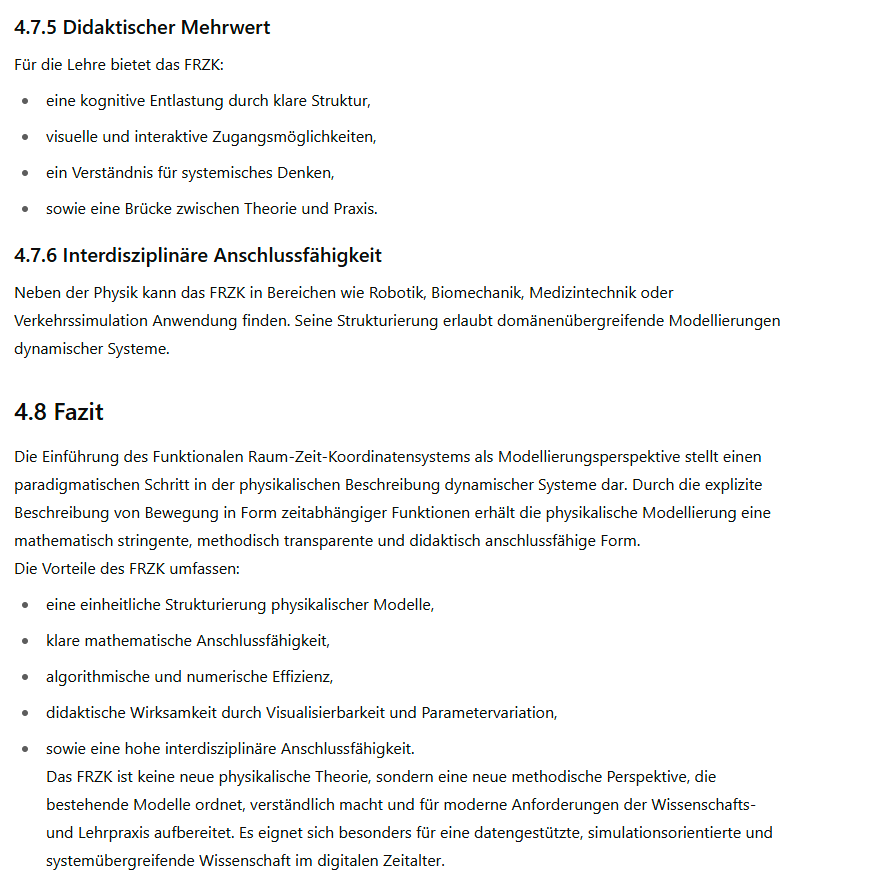 4.7.5 Didaktischer Mehrwert
Für die Lehre bietet das FRZK:
• eine kognitive Entlastung durch klare Struktur,
• visuelle und interaktive Zugangsmöglichkeiten,
• ein Verständnis für systemisches Denken,
• sowie eine Brücke zwischen Theorie und Praxis.
4.7.6 Interdisziplinäre Anschlussfähigkeit
Neben der Physik kann das FRZK in Bereichen wie Robotik, Biomechanik, Medizintechnik oder
Verkehrssimulation Anwendung finden. Seine Strukturierung erlaubt domänenübergreifende Modellierungen
dynamischer Systeme.
4.8 Fazit
Die Einführung des Funktionalen Raum-Zeit-Koordinatensystems als Modellierungsperspektive stellt einen
paradigmatischen Schritt in der physikalischen Beschreibung dynamischer Systeme dar. Durch die explizite
Beschreibung von Bewegung in Form zeitabhängiger Funktionen erhält die physikalische Modellierung eine
mathematisch stringente, methodisch transparente und didaktisch anschlussfähige Form.
Die Vorteile des FRZK umfassen:
• eine einheitliche Strukturierung physikalischer Modelle,
• klare mathematische Anschlussfähigkeit,
• algorithmische und numerische Effizienz,
• didaktische Wirksamkeit durch Visualisierbarkeit und Parametervariation,
• sowie eine hohe interdisziplinäre Anschlussfähigkeit.
Das FRZK ist keine neue physikalische Theorie, sondern eine neue methodische Perspektive, die
bestehende Modelle ordnet, verständlich macht und für moderne Anforderungen der Wissenschafts-
und Lehrpraxis aufbereitet. Es eignet sich besonders für eine datengestützte, simulationsorientierte und
systemübergreifende Wissenschaft im digitalen Zeitalter.